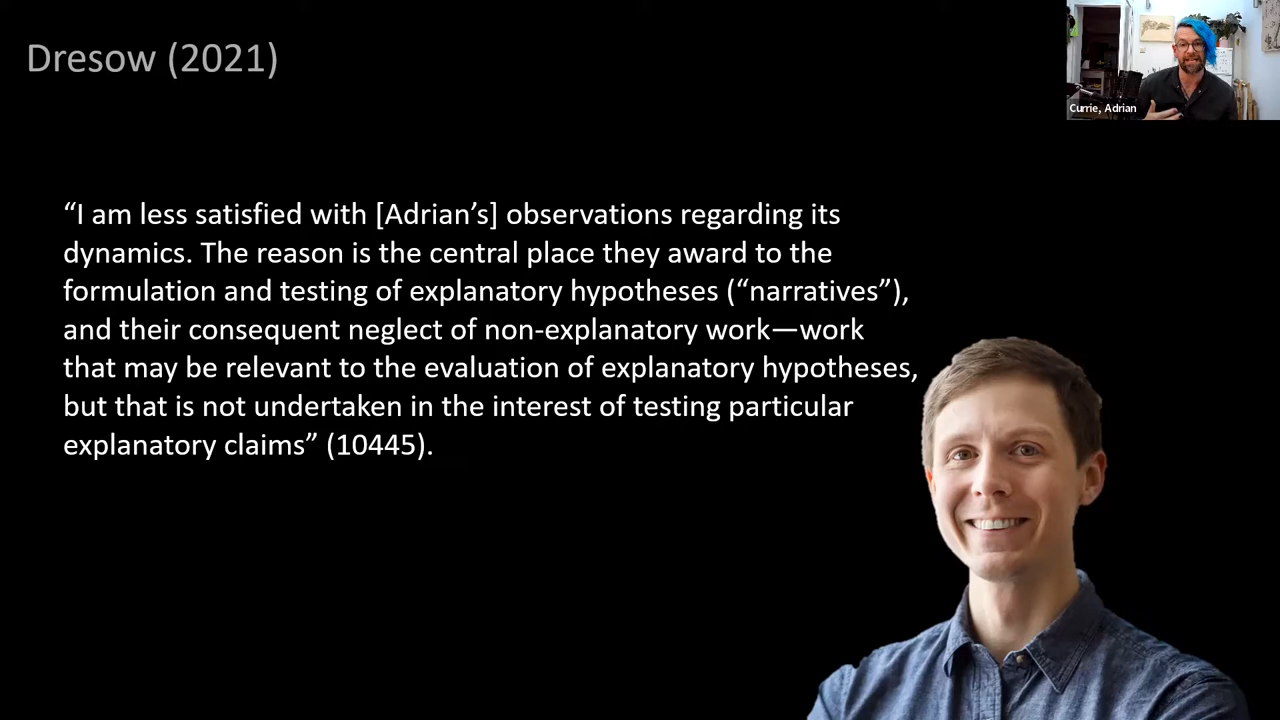 Dresow (2021)
Currie, Adrian
“I am less satisfied with [Adrian’s] observations regarding its
dynamics. The reason is the central place they award to the
formulation and testing of explanatory hypotheses (“narratives”),
and their consequent neglect of non-explanatory work—work
that may be relevant to the evaluation of explanatory hypotheses,
but that is not undertaken in the interest of testing particular
explanatory claims” (10445).